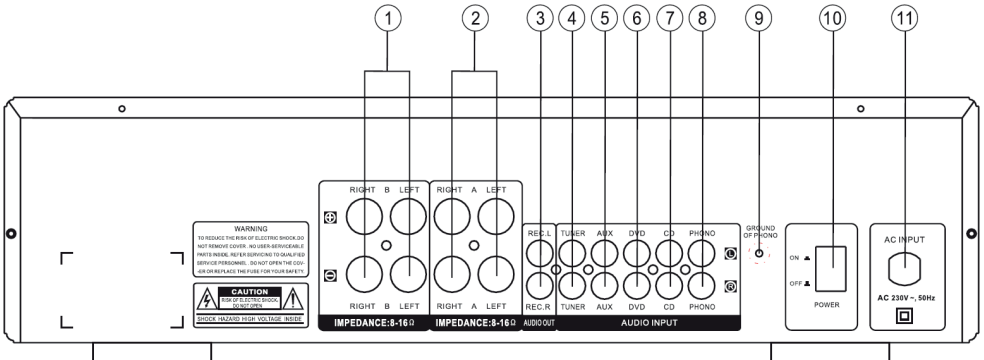 1 2 3 4 5 6 7 8 9 10 11
RIGHT B LEFT
RIGHT A LEFT
REC.L TUNER AUX DVD CD PHONO
L
GROUND
OF PHONO
AC INPUT
WARNING
TO REDUCE THE RISK OF ELECTRIC SHOCK,DO
NOT REMOVE COVER. NO USER-SERVICEABLE
PARTS INSIDE. REFER SERVICING TO QUALIFIED
SERVICE PERSONNEL. DO NOT OPEN THE COV-
-ER OR REPLACE THE FUSE FOR YOUR SAFETY.
ON
OFF
POWER
R
CAUTION
RISK OF ELECTRIC SHOCK
DO NOT OPEN
SHOCK HAZARD HIGH VOLTAGE INSIDE
RIGHT B LEFT
RIGHT A LEFT
REC.R TUNER AUX DVD CD PHONO
AC 230V ~, 50Hz
IMPEDANCE:8-16Ω
IMPEDANCE:8-16Ω
AUDIO OUT
AUDIO INPUT